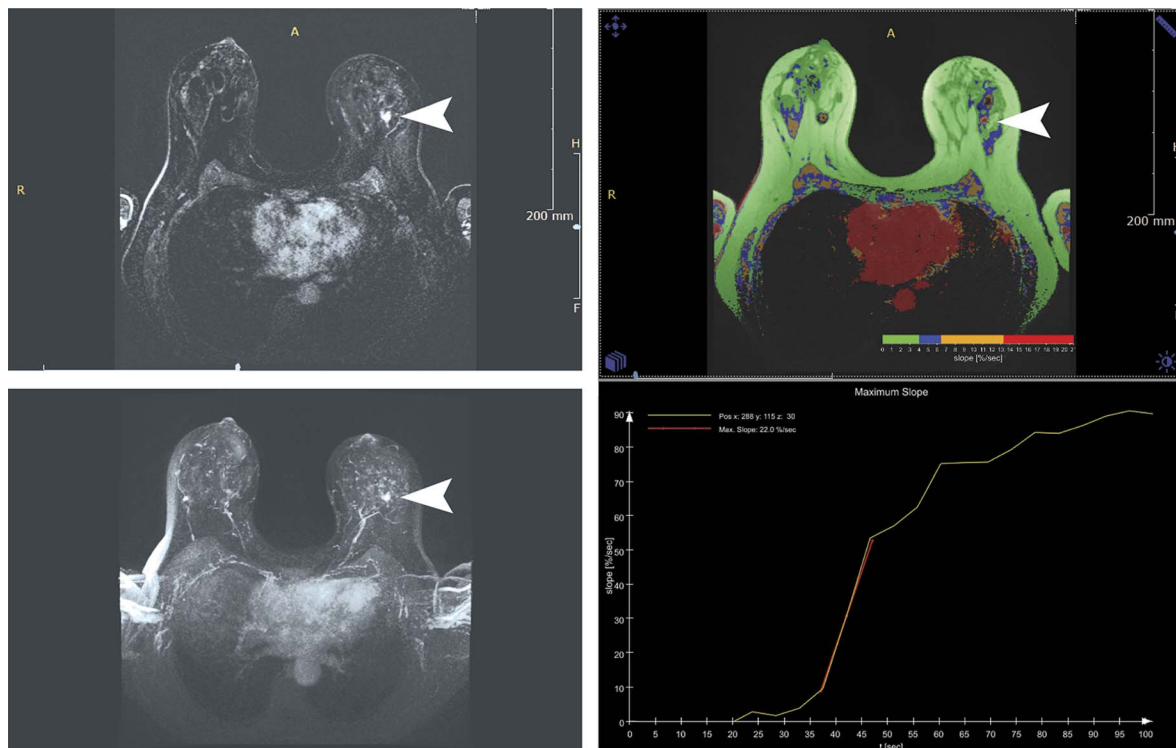 A
H
R
200 mm
F
A
R
200 mm
0 1 2 3 4 5 6 7 8 9 10 11 12 13 14 15 16 17 18 19 20 2
slope [%/sec]
Maximum Slope
Pos x: 288 y: 115 z: 30
Max. Slope: 22.0 %/sec
90
80
70
60
50
40
30
20
10
0
slope [%/sec]
0 5 10 15 20 25 30 35 40 45 50 55 60 65 70 75 80 85 90 95 100
t [sec]